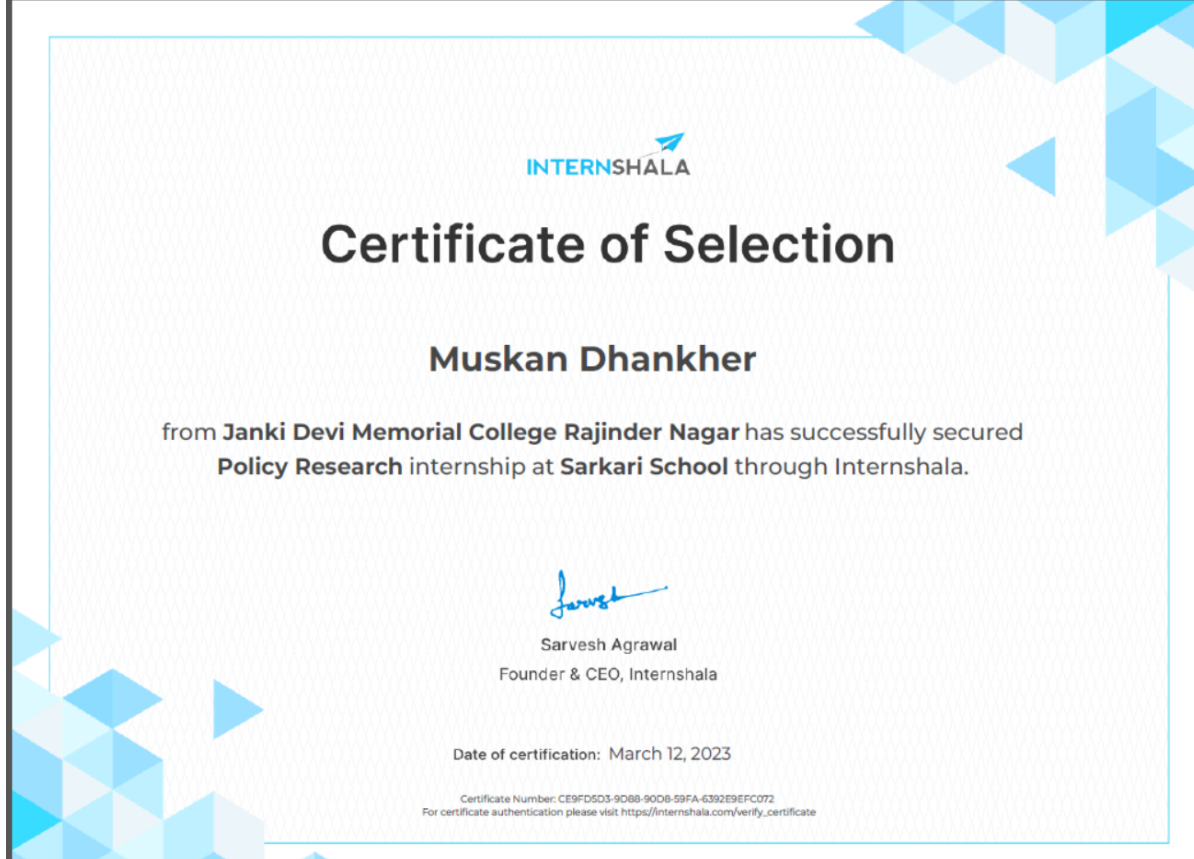 INTERNSHALA
Certificate of Selection
Muskan Dhankher
from Janki Devi Memorial College Rajinder Nagar has successfully secured
Policy Research internship at Sarkari School through Internshala.
Sarvesh Agrawal
Founder & CEO, Internshala
Date of certification: March 12, 2023
Certificate Number: CE9FD5D3-9D88-90D8-59FA-6392E9EFC072
For certificate authentication please visit https://internshala.com/verify_certificate